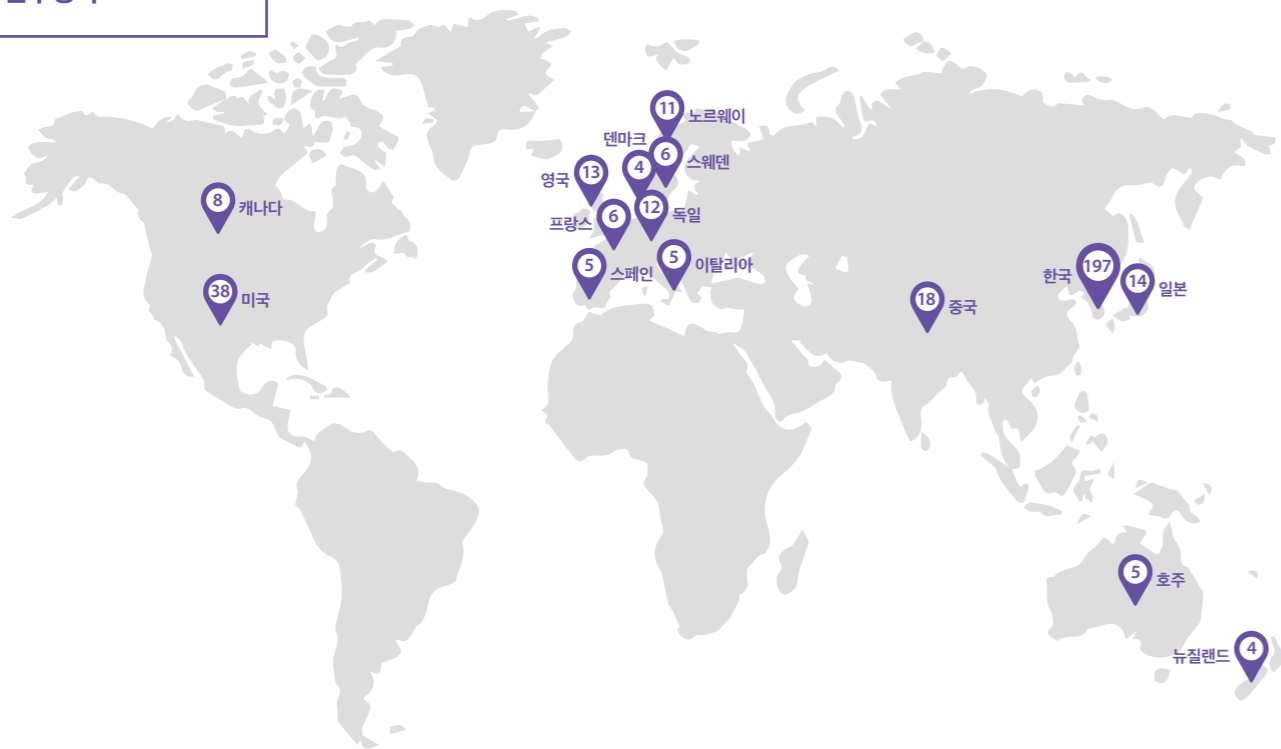 11 노르웨이
덴마크
4
6 스웨덴
영국 13
8 캐나다
프랑스 6
12 독일
5 스페인
5 이탈리아
38 미국
한국 197
14 일본
18 중국
5 호주
뉴질랜드 4